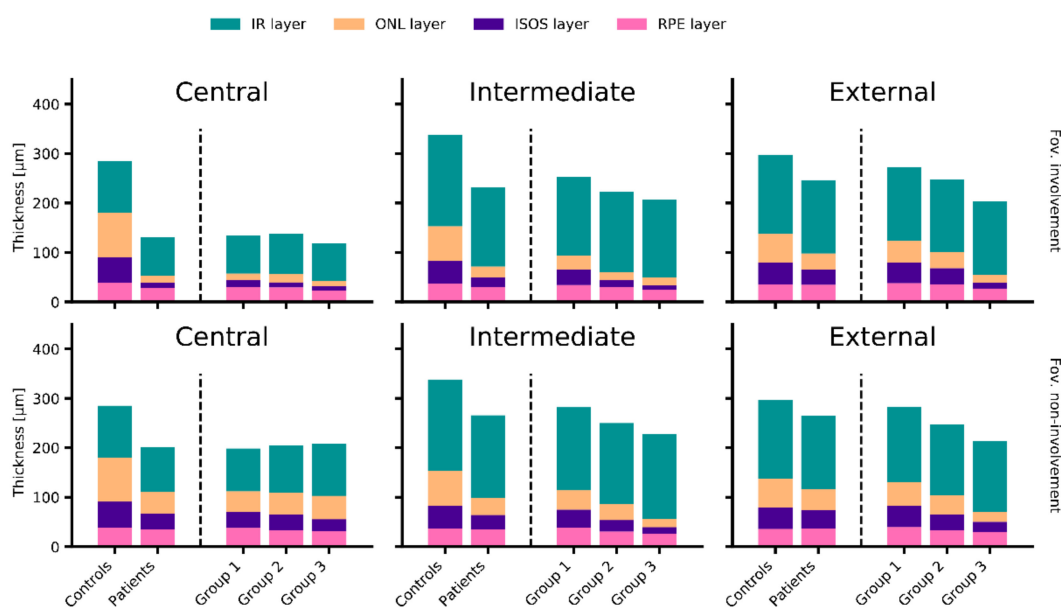 IR layer ONL layer ISOS layer RPE layer
Central Intermediate External
400
300
200
100
0
Thickness [µm]
Fov. involvement
Central Intermediate External
400
300
200
100
0
Thickness [µm]
Fov. non-involvement
Controls Patients Group 1 Group 2 Group 3 Controls Patients Group 1 Group 2 Group 3 Controls Patients Group 1 Group 2 Group 3